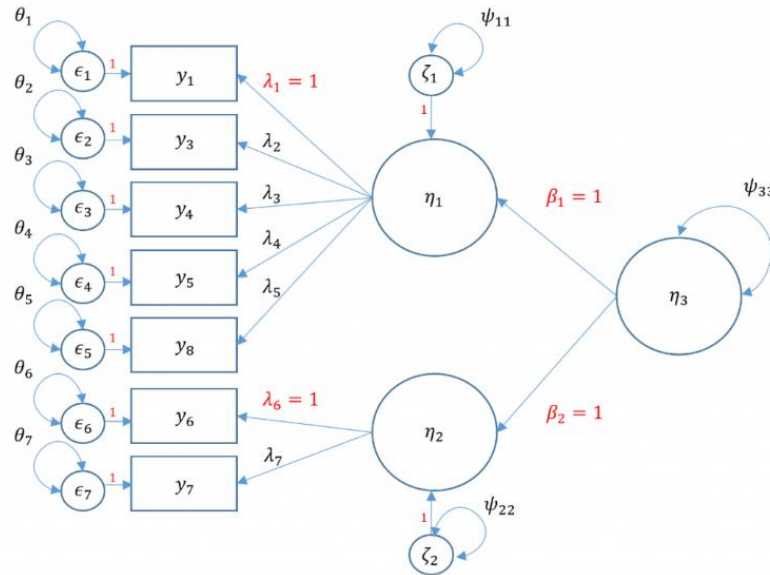 θ₁
ϵ₁
1
y₁
λ₁ = 1
ζ₁
ψ₁₁
1
θ₂
ϵ₂
1
y₃
λ₂
θ₃
ϵ₃
1
y₄
λ₃
η₁
β₁ = 1
ψ₃₃
θ₄
ϵ₄
1
y₅
λ₄
θ₅
ϵ₅
1
y₈
λ₅
η₃
θ₆
ϵ₆
1
y₆
λ₆ = 1
η₂
β₂ = 1
θ₇
ϵ₇
1
y₇
λ₇
1
ζ₂
ψ₂₂